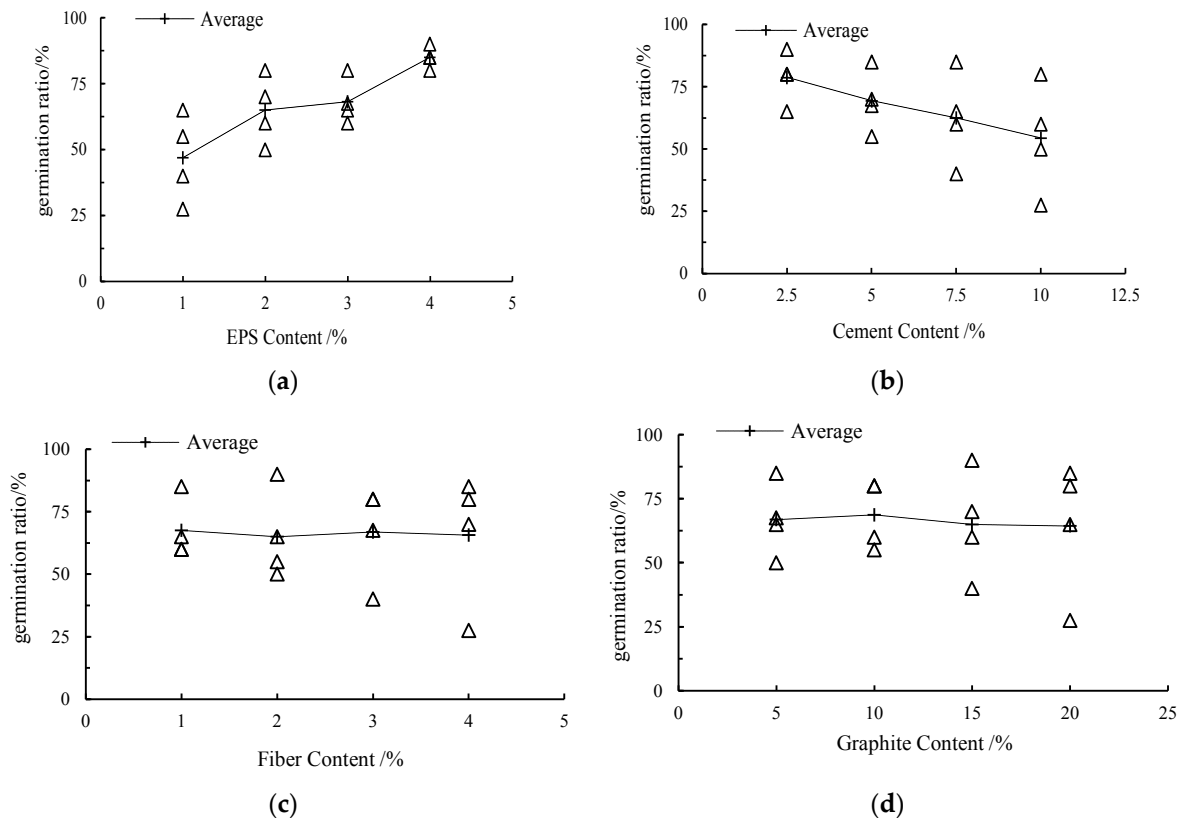 Average
100
75
50
25
0
germination ratio/%
0 1 2 3 4 5
EPS Content /%
(a)
Average
100
75
50
25
0
germination ratio/%
0 2.5 5 7.5 10 12.5
Cement Content /%
(b)
Average
100
75
50
25
0
germination ratio/%
0 1 2 3 4 5
Fiber Content /%
(c)
Average
100
75
50
25
0
germination ratio/%
0 5 10 15 20 25
Graphite Content /%
(d)